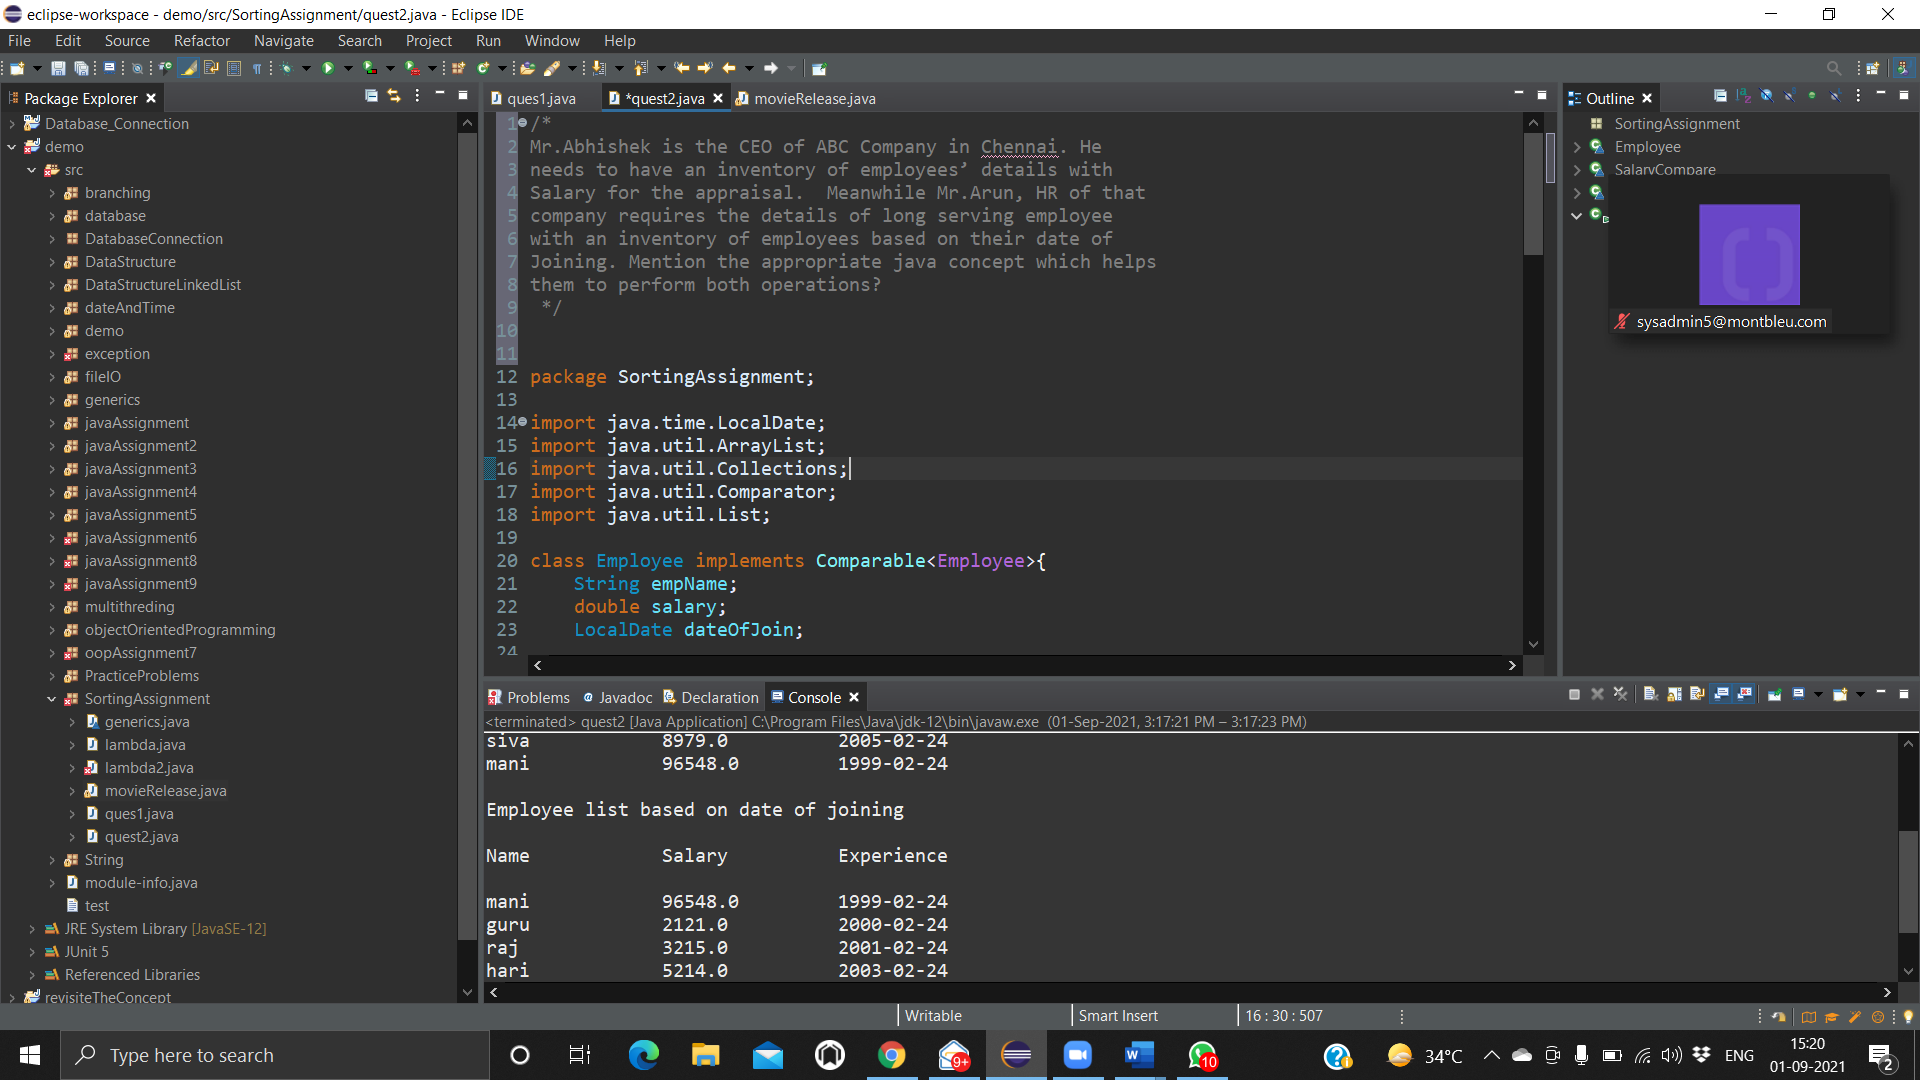 eclipse-workspace - demo/src/SortingAssignment/quest2.java - Eclipse IDE
File Edit Source Refactor Navigate Search Project Run Window Help
Package Explorer
Database_Connection
demo
src
branching
database
DatabaseConnection
DataStructure
DataStructureLinkedList
dateAndTime
demo
exception
fileIO
generics
javaAssignment
javaAssignment2
javaAssignment3
javaAssignment4
javaAssignment5
javaAssignment6
javaAssignment8
javaAssignment9
multithreding
objectOrientedProgramming
oopAssignment7
PracticeProblems
SortingAssignment
generics.java
lambda.java
lambda2.java
movieRelease.java
ques1.java
quest2.java
String
module-info.java
test
JRE System Library [JavaSE-12]
JUnit 5
Referenced Libraries
revisiteTheConcept
ques1.java *quest2.java movieRelease.java
1 /*
2 Mr.Abhishek is the CEO of ABC Company in Chennai. He
3 needs to have an inventory of employees’ details with
4 Salary for the appraisal.  Meanwhile Mr.Arun, HR of that
5 company requires the details of long serving employee
6 with an inventory of employees based on their date of
7 Joining. Mention the appropriate java concept which helps
8 them to perform both operations?
9  */
10
11
12 package SortingAssignment;
13
14 import java.time.LocalDate;
15 import java.util.ArrayList;
16 import java.util.Collections;
17 import java.util.Comparator;
18 import java.util.List;
19
20 class Employee implements Comparable<Employee>{
21     String empName;
22     double salary;
23     LocalDate dateOfJoin;
24
Outline
SortingAssignment
Employee
SalaryCompare
sysadmin5@montbleu.com
Problems Javadoc Declaration Console
<terminated> quest2 [Java Application] C:\Program Files\Java\jdk-12\bin\javaw.exe  (01-Sep-2021, 3:17:21 PM – 3:17:23 PM)
siva 8979.0 2005-02-24
mani 96548.0 1999-02-24
Employee list based on date of joining
Name Salary Experience
mani 96548.0 1999-02-24
guru 2121.0 2000-02-24
raj 3215.0 2001-02-24
hari 5214.0 2003-02-24
Writable Smart Insert 16 : 30 : 507
Type here to search
9+
10
34°C
ENG
15:20
01-09-2021
2